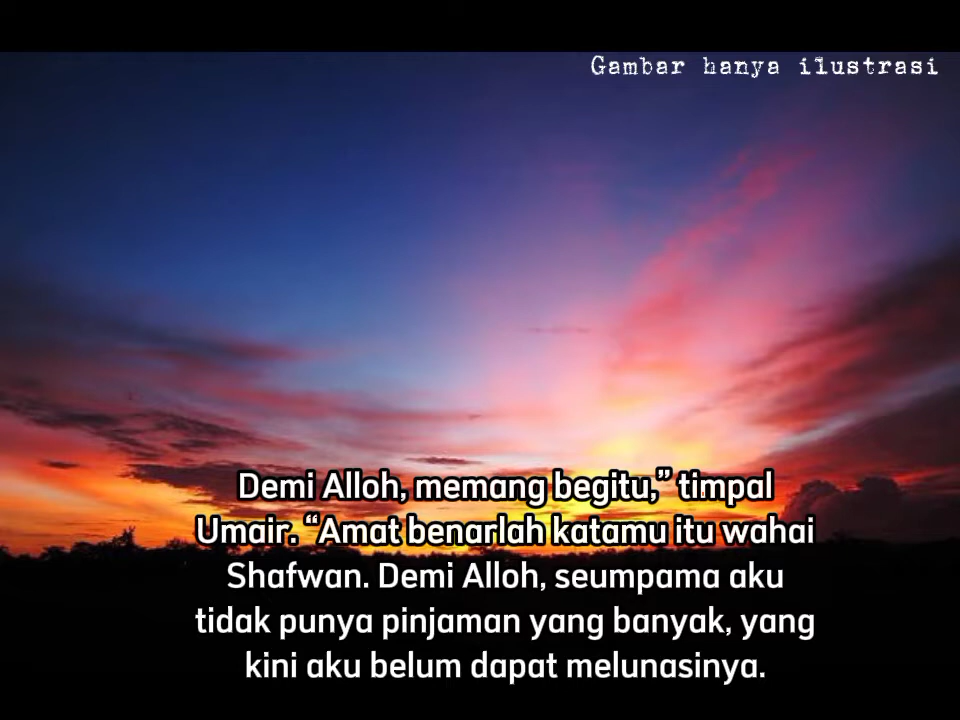 Gambar hanya ilustrasi
Demi Alloh, memang begitu,” timpal
Umair. “Amat benarlah katamu itu wahai
Shafwan. Demi Alloh, seumpama aku
tidak punya pinjaman yang banyak, yang
kini aku belum dapat melunasinya.